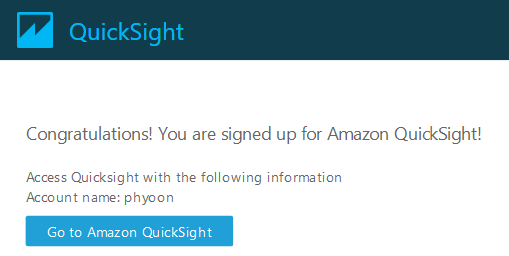 QuickSight
Congratulations! You are signed up for Amazon QuickSight!
Access Quicksight with the following information
Account name: phyoon
Go to Amazon QuickSight